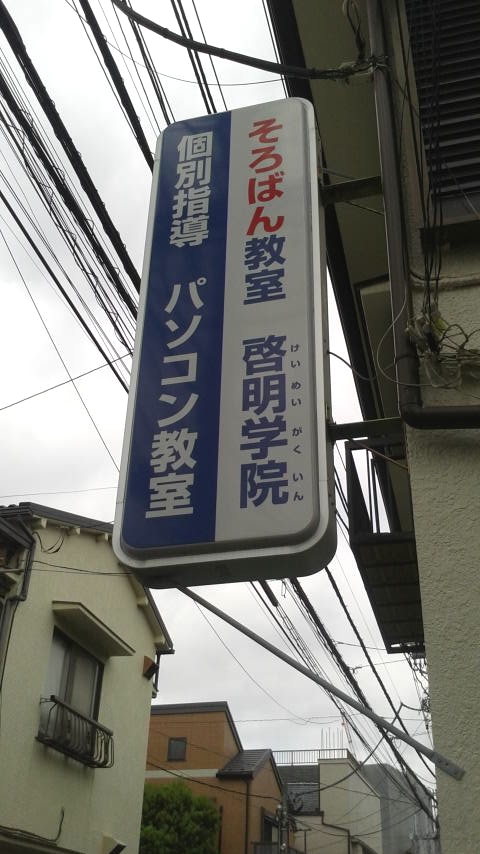 そろばん教室 啓明学院
けいめいがくいん
個別指導 パソコン教室